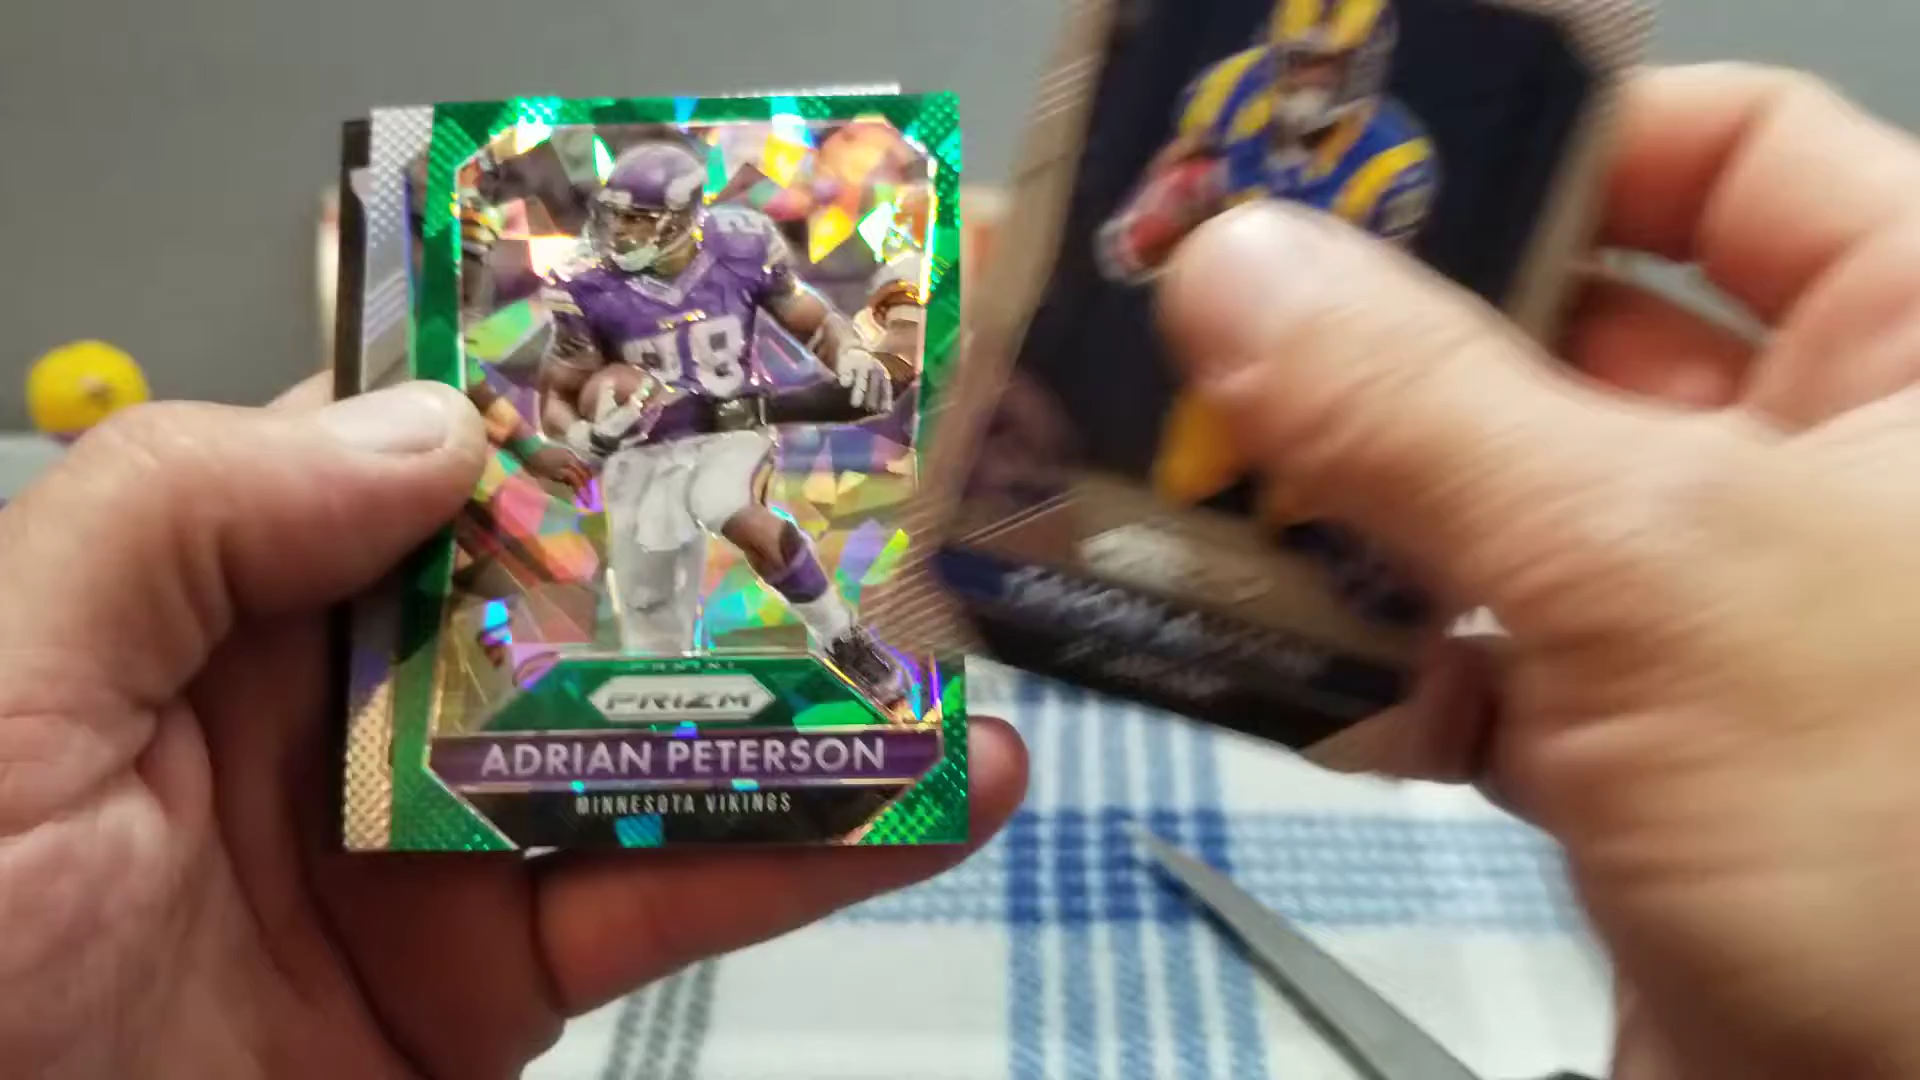 28
PANINI
PRIZM
ADRIAN PETERSON
MINNESOTA VIKINGS